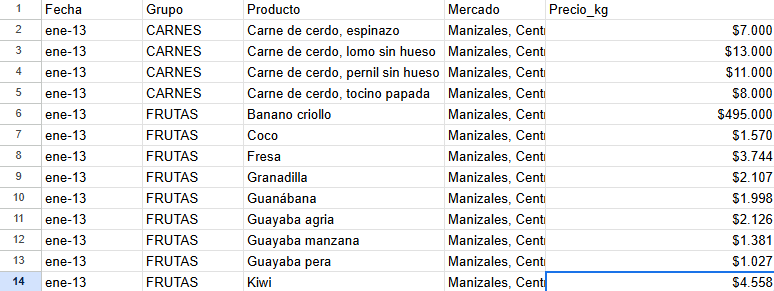 1 Fecha Grupo Producto Mercado Precio_kg
2 ene-13 CARNES Carne de cerdo, espinazo Manizales, Cent $7.000
3 ene-13 CARNES Carne de cerdo, lomo sin hueso Manizales, Cent $13.000
4 ene-13 CARNES Carne de cerdo, pernil sin hueso Manizales, Cent $11.000
5 ene-13 CARNES Carne de cerdo, tocino papada Manizales, Cent $8.000
6 ene-13 FRUTAS Banano criollo Manizales, Cent $495.000
7 ene-13 FRUTAS Coco Manizales, Cent $1.570
8 ene-13 FRUTAS Fresa Manizales, Cent $3.744
9 ene-13 FRUTAS Granadilla Manizales, Cent $2.107
10 ene-13 FRUTAS Guanábana Manizales, Cent $1.998
11 ene-13 FRUTAS Guayaba agria Manizales, Cent $2.126
12 ene-13 FRUTAS Guayaba manzana Manizales, Cent $1.381
13 ene-13 FRUTAS Guayaba pera Manizales, Cent $1.027
14 ene-13 FRUTAS Kiwi Manizales, Cent $4.558